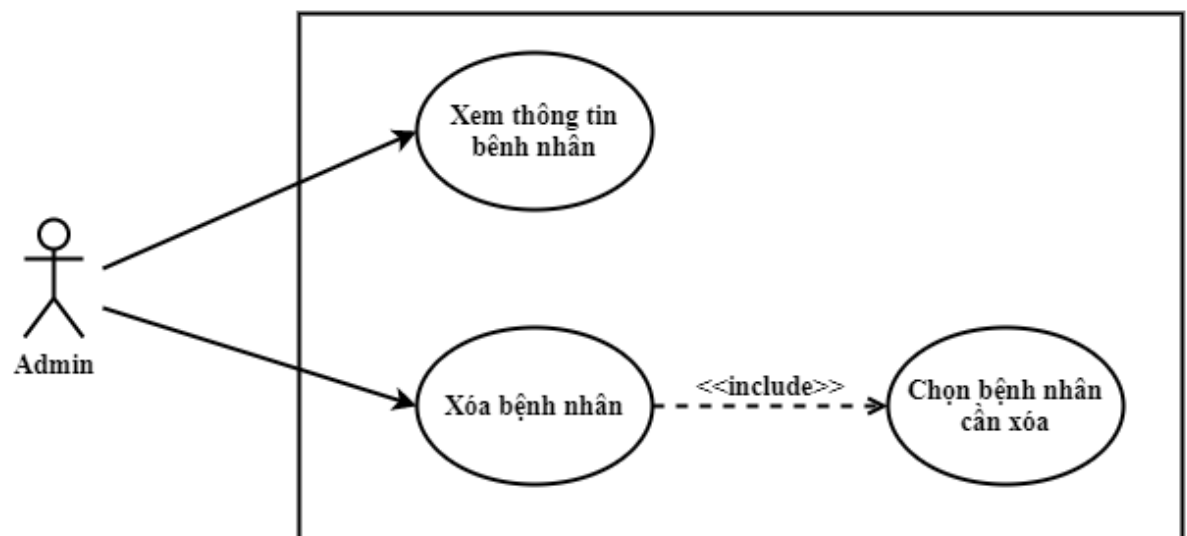 Xem thông tin
bênh nhân
Admin
Xóa bệnh nhân
<<include>>
Chọn bệnh nhân
cần xóa